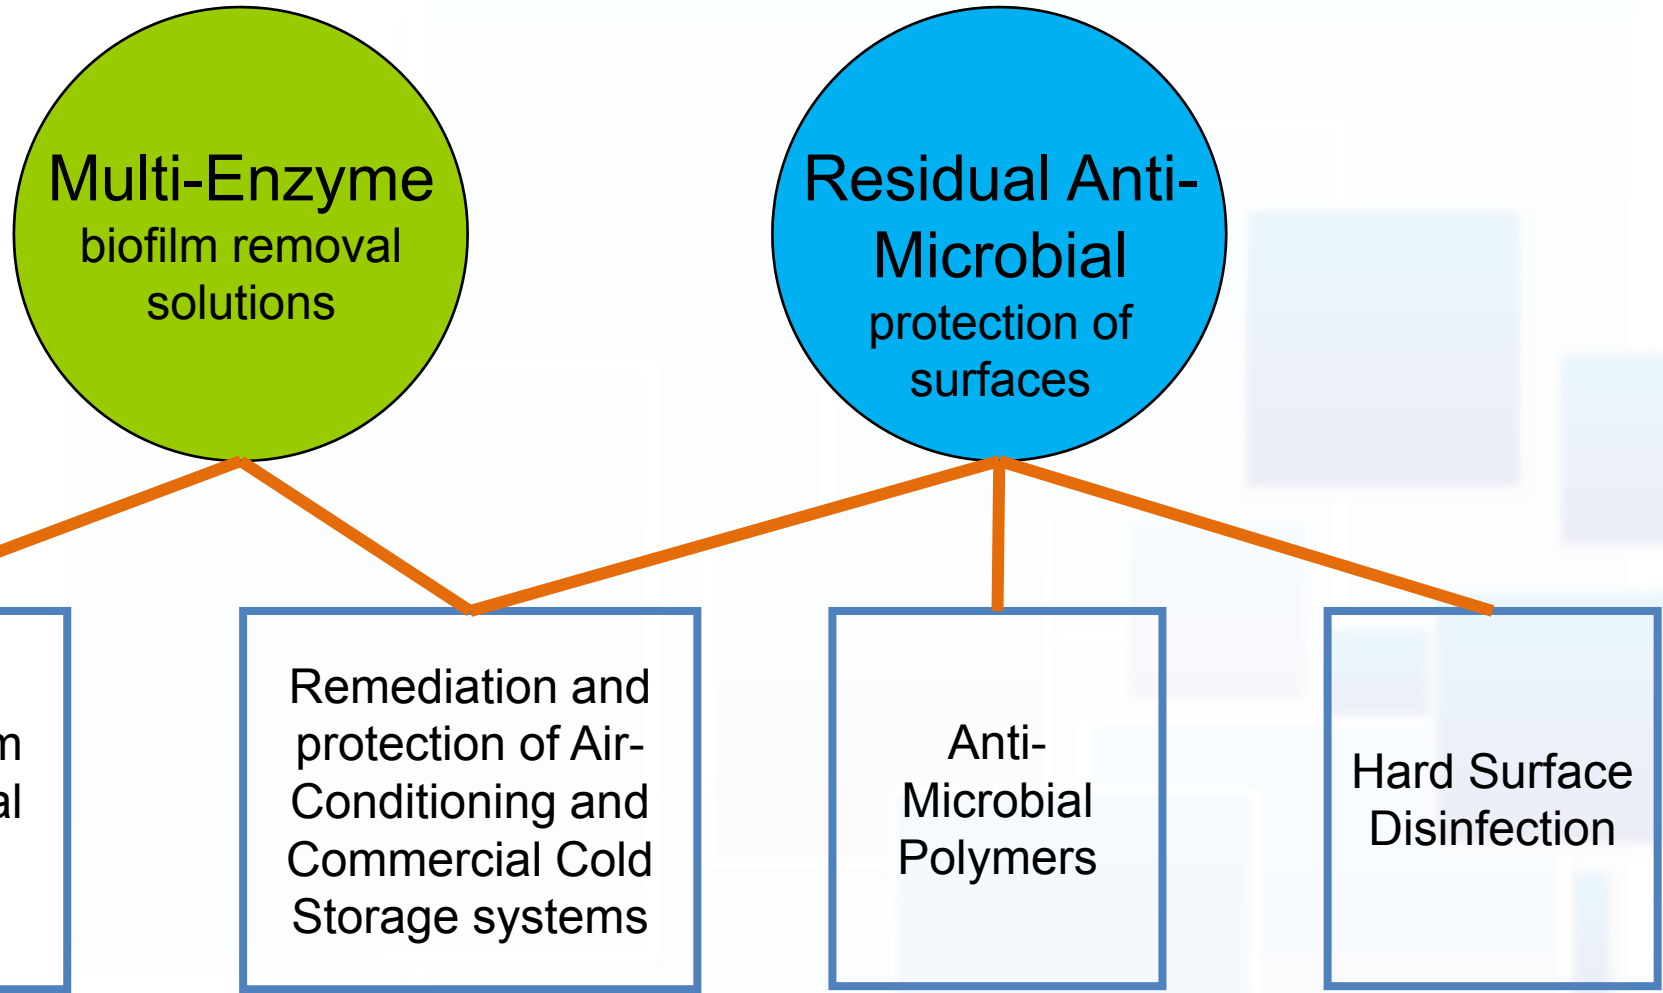 Multi-Enzyme
biofilm removal
solutions
Residual Anti-
Microbial
protection of
surfaces
Remediation and
protection of Air-
Conditioning and
Commercial Cold
Storage systems
Anti-
Microbial
Polymers
Hard Surface
Disinfection